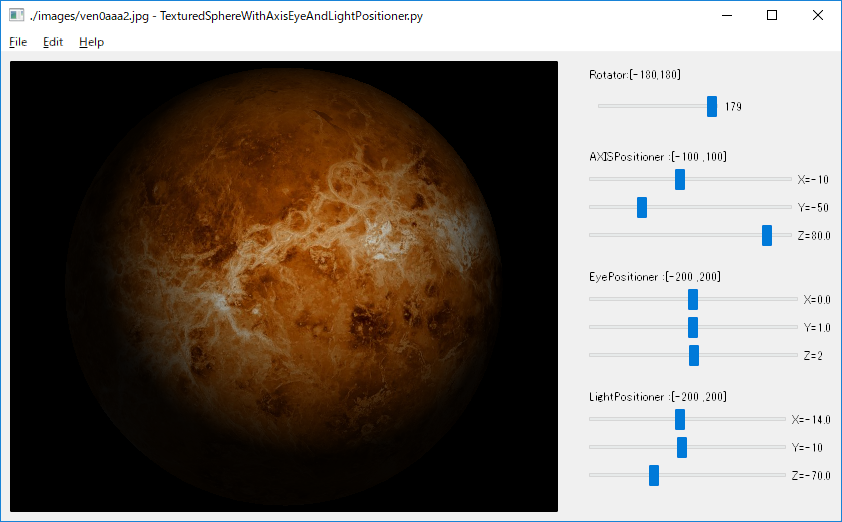 ./images/ven0aaa2.jpg - TexturedSphereWithAxisEyeAndLightPositioner.py
File Edit Help
Rotator:[-180,180]
179
AXISPositioner :[-100 ,100]
X=-10
Y=-50
Z=80.0
EyePositioner :[-200 ,200]
X=0.0
Y=1.0
Z=2
LightPositioner :[-200 ,200]
X=-14.0
Y=-10
Z=-70.0